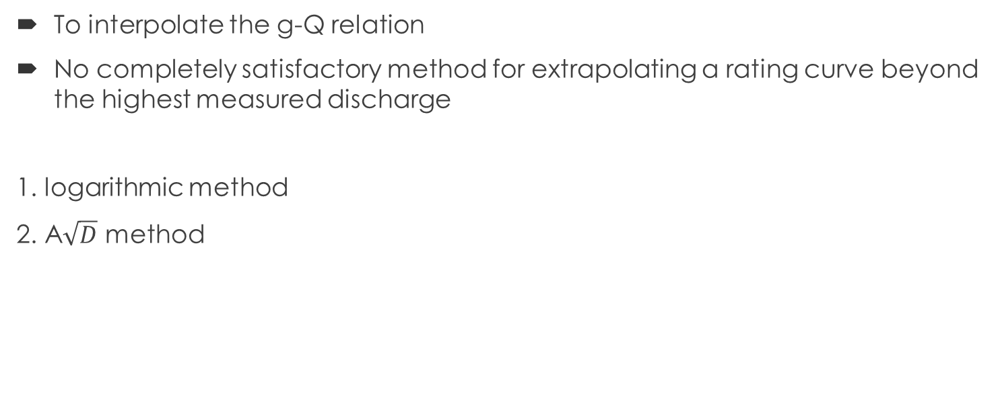 To interpolate the g-Q relation
No completely satisfactory method for extrapolating a rating curve beyond
the highest measured discharge
1. logarithmic method
2. A√D method